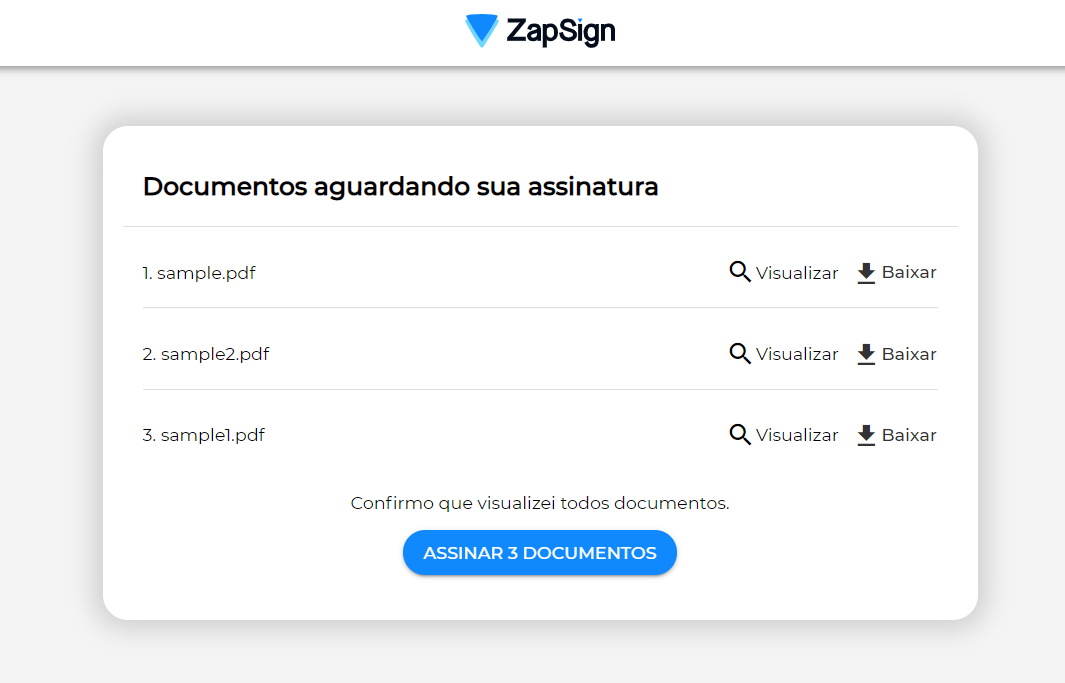 ZapSign
Documentos aguardando sua assinatura
1. sample.pdf Visualizar Baixar
2. sample2.pdf Visualizar Baixar
3. sample1.pdf Visualizar Baixar
Confirmo que visualizei todos documentos.
ASSINAR 3 DOCUMENTOS